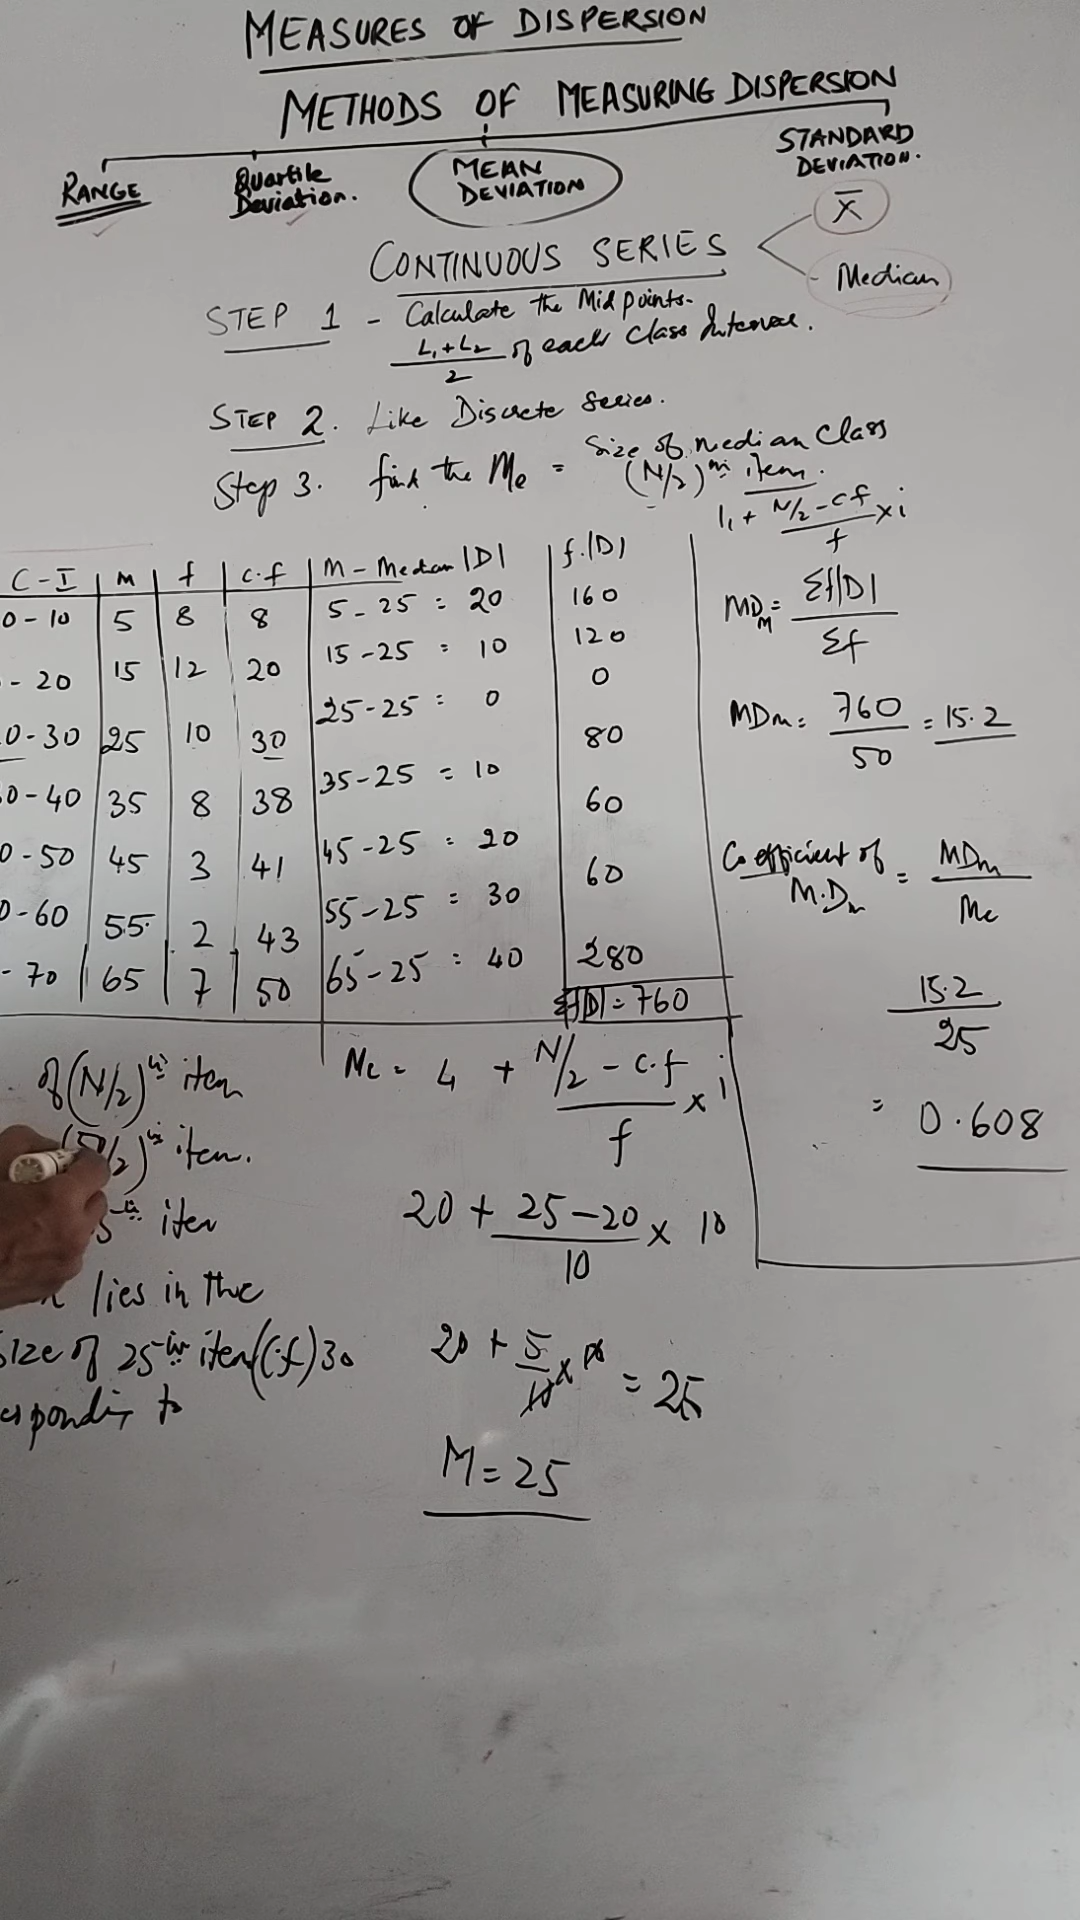 MEASURES OF DISPERSION
METHODS OF MEASURING DISPERSION
RANGE
Quartile Deviation.
MEAN DEVIATION
STANDARD DEVIATION.
CONTINUOUS SERIES
X̅
- Median
STEP 1 - Calculate the Mid points-
L₁+L₂/2 of each Class Interval.
STEP 2. Like Discrete Series.
Step 3. find the Me = Size of median Class
(N/2)th item.
l₁ + N/2 - cf/f × i
C-I | m | f | c.f | M - Median |D| | f.|D|
0-10 | 5 | 8 | 8 | 5-25 = 20 | 160
- 20 | 15 | 12 | 20 | 15-25 = 10 | 120
0-30 | 25 | 10 | 30 | 25-25 = 0 | 0
0-40 | 35 | 8 | 38 | 35-25 = 10 | 80
0-50 | 45 | 3 | 41 | 45-25 = 20 | 60
0-60 | 55 | 2 | 43 | 55-25 = 30 | 60
- 70 | 65 | 7 | 50 | 65-25 = 40 | 280
Σf|D| = 760
MD_M = Σf|D|/Σf
MDm = 760/50 = 15.2
Coefficient of M.Dm = MDm/Me
15.2/25
= 0.608
of (N/2)th item
(50/2)th item.
5th item
lies in the
size of 25th item (c.f) 30
to
Me = L₁ + N/2 - c.f/f × i
20 + 25-20/10 × 10
20 + 5/10 × 10 = 25
M = 25